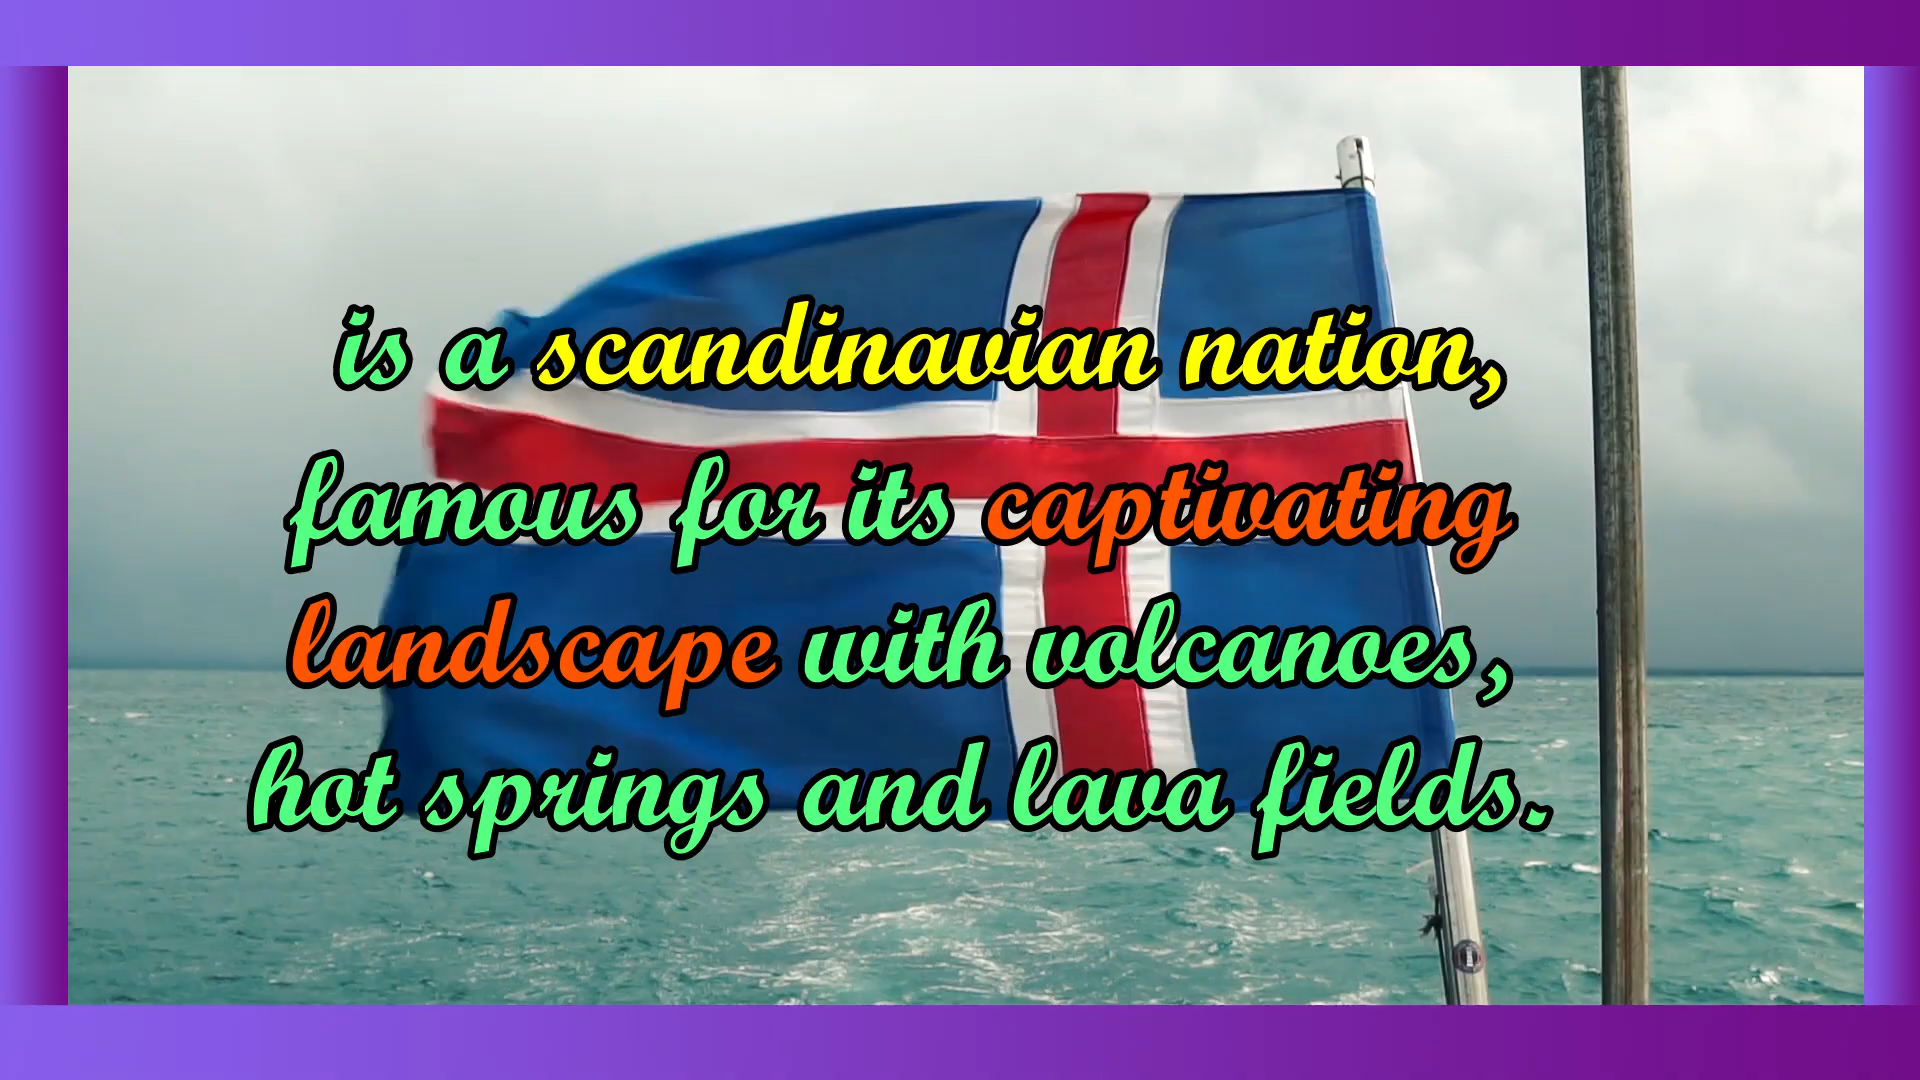 is a scandinavian nation,
famous for its captivating
landscape with volcanoes,
hot springs and lava fields.